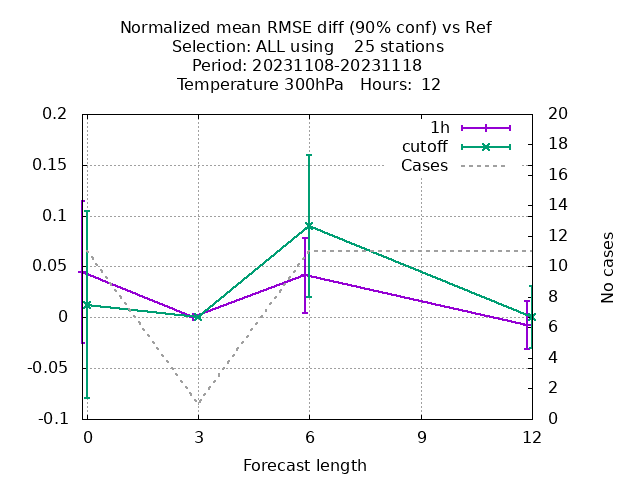 Normalized mean RMSE diff (90% conf) vs Ref
Selection: ALL using    25 stations
Period: 20231108-20231118
Temperature 300hPa   Hours:  12
0.2
0.15
0.1
0.05
0
-0.05
-0.1
20
18
16
14
12
10
8
6
4
2
0
1h
cutoff
Cases
No cases
0
3
6
9
12
Forecast length